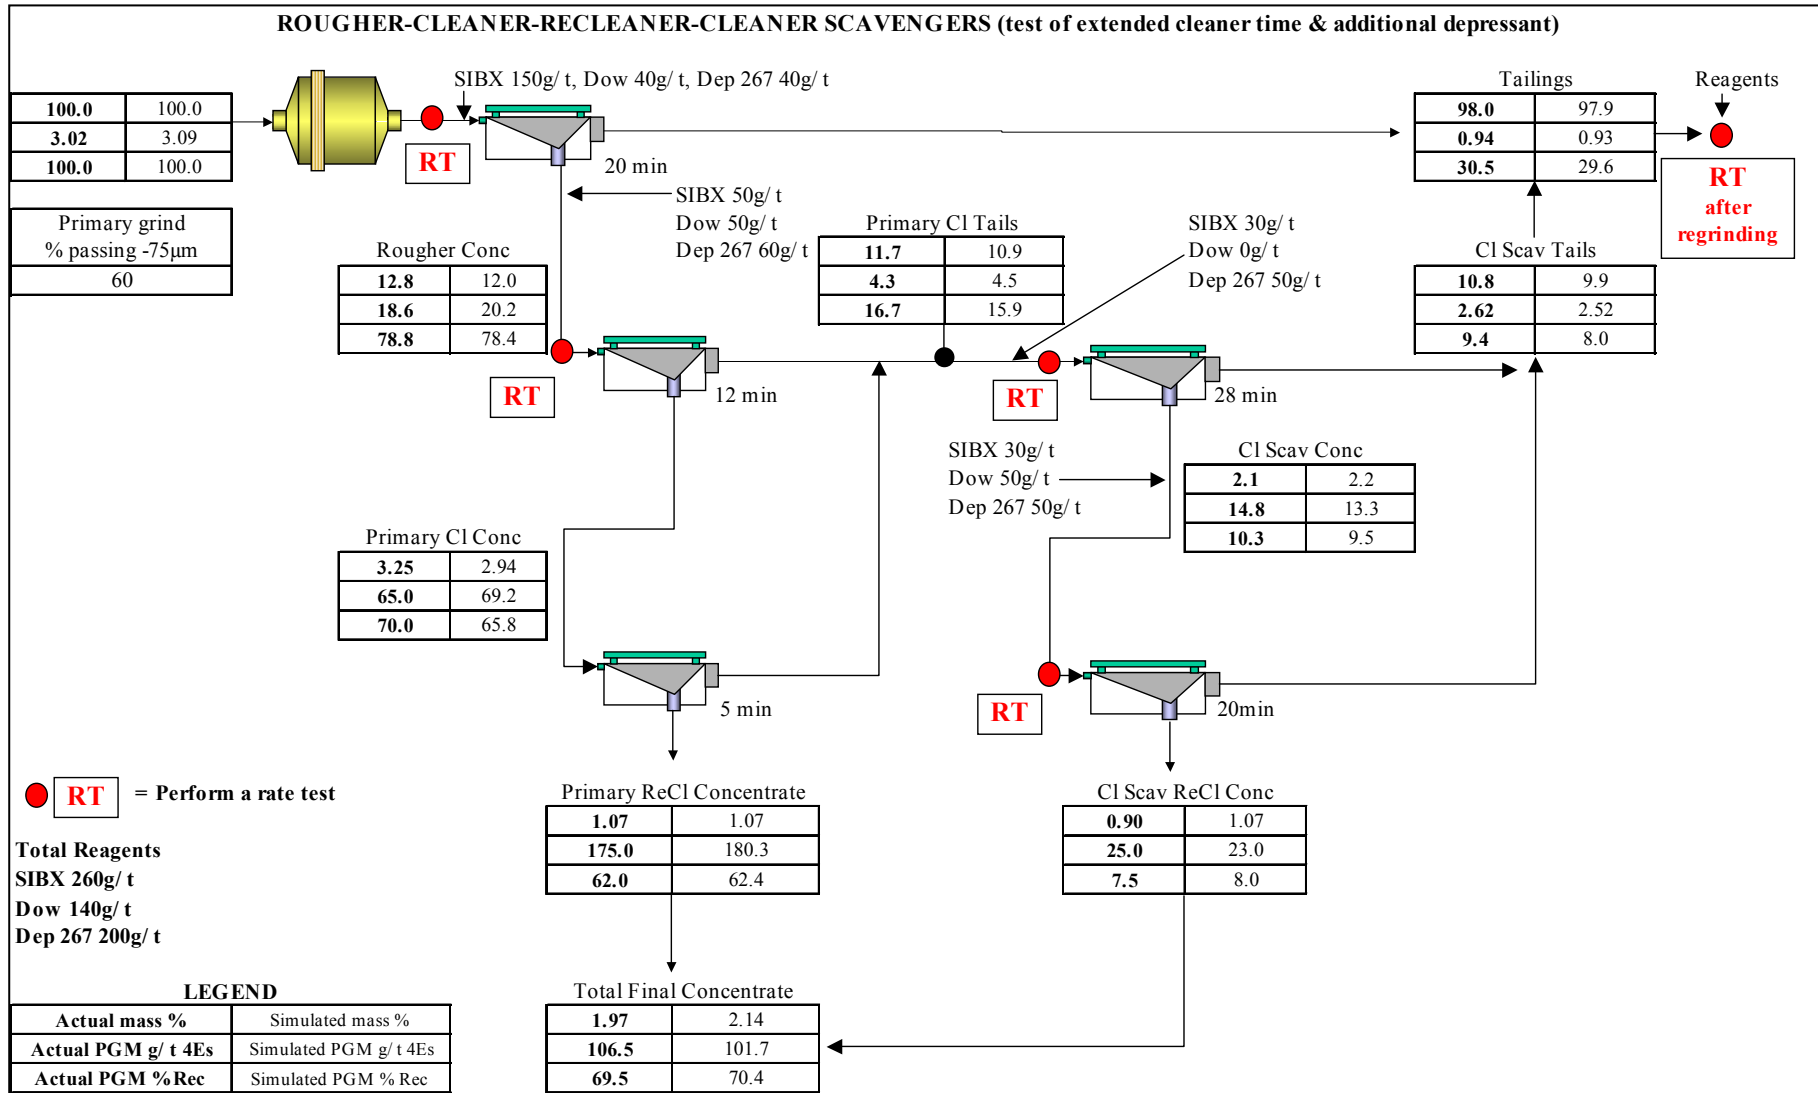 ROUGHER-CLEANER-RECLEANER-CLEANER SCAVENGERS (test of extended cleaner time & additional depressant)
SIBX 150g/ t, Dow 40g/ t, Dep 267 40g/ t
Tailings
Reagents
100.0 100.0
3.02 3.09
100.0 100.0
98.0 97.9
0.94 0.93
30.5 29.6
RT
20 min
RT
after
regrinding
Primary grind
% passing -75µm
60
SIBX 50g/ t
Dow 50g/ t
Dep 267 60g/ t
Rougher Conc
12.8 12.0
18.6 20.2
78.8 78.4
Primary Cl Tails
11.7 10.9
4.3 4.5
16.7 15.9
SIBX 30g/ t
Dow 0g/ t
Dep 267 50g/ t
Cl Scav Tails
10.8 9.9
2.62 2.52
9.4 8.0
RT
12 min
RT
28 min
SIBX 30g/ t
Dow 50g/ t
Dep 267 50g/ t
Cl Scav Conc
2.1 2.2
14.8 13.3
10.3 9.5
Primary Cl Conc
3.25 2.94
65.0 69.2
70.0 65.8
5 min
RT
20min
RT = Perform a rate test
Primary ReCl Concentrate
1.07 1.07
175.0 180.3
62.0 62.4
Cl Scav ReCl Conc
0.90 1.07
25.0 23.0
7.5 8.0
Total Reagents
SIBX 260g/ t
Dow 140g/ t
Dep 267 200g/ t
LEGEND
Actual mass % Simulated mass %
Actual PGM g/ t 4Es Simulated PGM g/ t 4Es
Actual PGM %Rec Simulated PGM % Rec
Total Final Concentrate
1.97 2.14
106.5 101.7
69.5 70.4